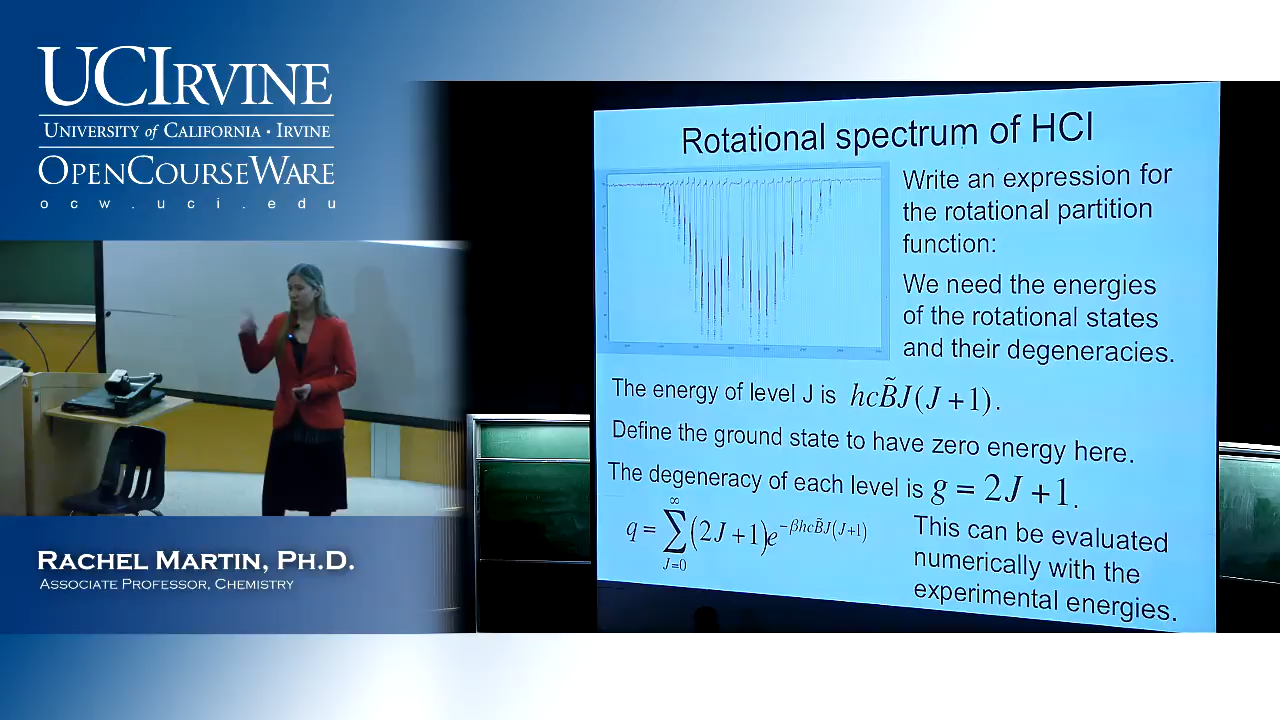 UCIRVINE
UNIVERSITY of CALIFORNIA · IRVINE
OPENCOURSEWARE
ocw.uci.edu
RACHEL MARTIN, PH.D.
ASSOCIATE PROFESSOR, CHEMISTRY
Rotational spectrum of HCl
Write an expression for
the rotational partition
function:
We need the energies
of the rotational states
and their degeneracies.
The energy of level J is hcB̃J(J+1).
Define the ground state to have zero energy here.
The degeneracy of each level is g = 2J+1.
q = ∑_{J=0}^{∞} (2J+1)e^{-βhcB̃J(J+1)}
This can be evaluated
numerically with the
experimental energies.